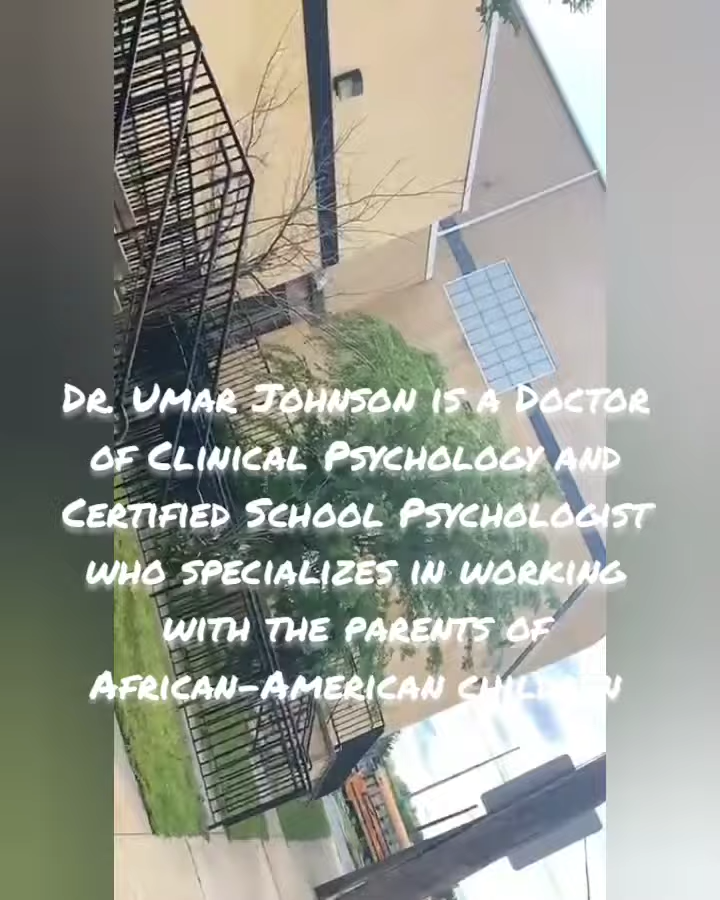 Dr. Umar Johnson is a Doctor
of Clinical Psychology and
Certified School Psychologist
who specializes in working
with the parents of
African-American children